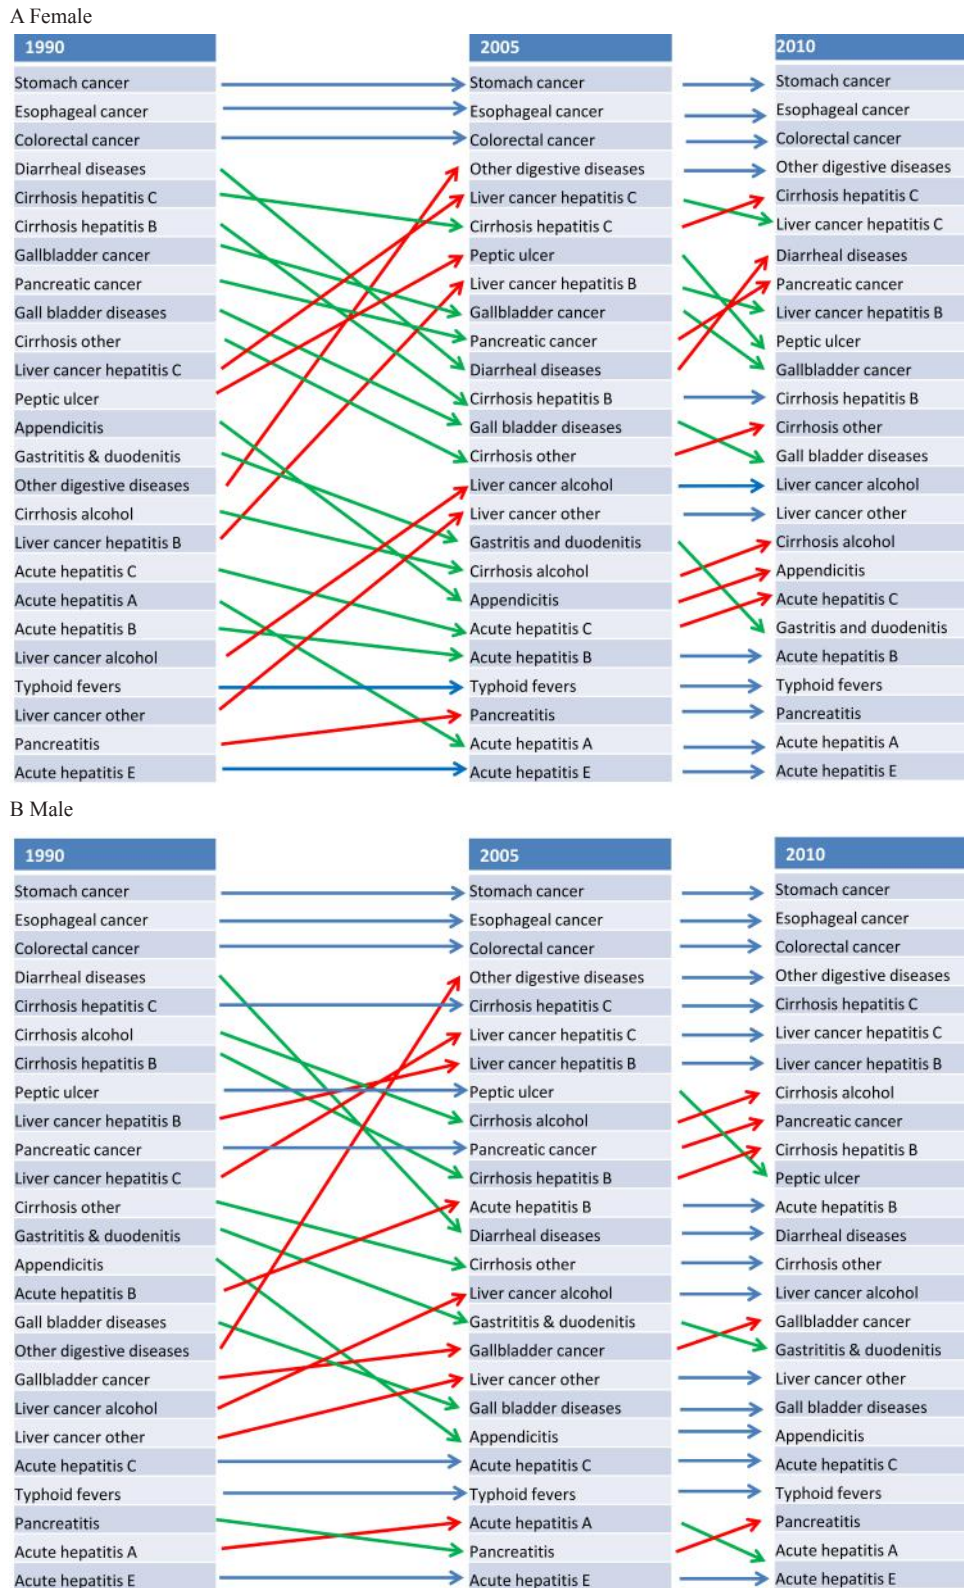 A Female
1990 2005 2010
Stomach cancer Stomach cancer Stomach cancer
Esophageal cancer Esophageal cancer Esophageal cancer
Colorectal cancer Colorectal cancer Colorectal cancer
Diarrheal diseases Other digestive diseases Other digestive diseases
Cirrhosis hepatitis C Liver cancer hepatitis C Cirrhosis hepatitis C
Cirrhosis hepatitis B Cirrhosis hepatitis C Liver cancer hepatitis C
Gallbladder cancer Peptic ulcer Diarrheal diseases
Pancreatic cancer Liver cancer hepatitis B Pancreatic cancer
Gall bladder diseases Gallbladder cancer Liver cancer hepatitis B
Cirrhosis other Pancreatic cancer Peptic ulcer
Liver cancer hepatitis C Diarrheal diseases Gallbladder cancer
Peptic ulcer Cirrhosis hepatitis B Cirrhosis hepatitis B
Appendicitis Gall bladder diseases Cirrhosis other
Gastrititis & duodenitis Cirrhosis other Gall bladder diseases
Other digestive diseases Liver cancer alcohol Liver cancer alcohol
Cirrhosis alcohol Liver cancer other Liver cancer other
Liver cancer hepatitis B Gastritis and duodenitis Cirrhosis alcohol
Acute hepatitis C Cirrhosis alcohol Appendicitis
Acute hepatitis A Appendicitis Acute hepatitis C
Acute hepatitis B Acute hepatitis C Gastritis and duodenitis
Liver cancer alcohol Acute hepatitis B Acute hepatitis B
Typhoid fevers Typhoid fevers Typhoid fevers
Liver cancer other Pancreatitis Pancreatitis
Pancreatitis Acute hepatitis A Acute hepatitis A
Acute hepatitis E Acute hepatitis E Acute hepatitis E
B Male
1990 2005 2010
Stomach cancer Stomach cancer Stomach cancer
Esophageal cancer Esophageal cancer Esophageal cancer
Colorectal cancer Colorectal cancer Colorectal cancer
Diarrheal diseases Other digestive diseases Other digestive diseases
Cirrhosis hepatitis C Cirrhosis hepatitis C Cirrhosis hepatitis C
Cirrhosis alcohol Liver cancer hepatitis C Liver cancer hepatitis C
Cirrhosis hepatitis B Liver cancer hepatitis B Liver cancer hepatitis B
Peptic ulcer Peptic ulcer Cirrhosis alcohol
Liver cancer hepatitis B Cirrhosis alcohol Pancreatic cancer
Pancreatic cancer Pancreatic cancer Cirrhosis hepatitis B
Liver cancer hepatitis C Cirrhosis hepatitis B Peptic ulcer
Cirrhosis other Acute hepatitis B Acute hepatitis B
Gastrititis & duodenitis Diarrheal diseases Diarrheal diseases
Appendicitis Cirrhosis other Cirrhosis other
Acute hepatitis B Liver cancer alcohol Liver cancer alcohol
Gall bladder diseases Gastrititis & duodenitis Gallbladder cancer
Other digestive diseases Gallbladder cancer Gastrititis & duodenitis
Gallbladder cancer Liver cancer other Liver cancer other
Liver cancer alcohol Gall bladder diseases Gall bladder diseases
Liver cancer other Appendicitis Appendicitis
Acute hepatitis C Acute hepatitis C Acute hepatitis C
Typhoid fevers Typhoid fevers Typhoid fevers
Pancreatitis Acute hepatitis A Pancreatitis
Acute hepatitis A Pancreatitis Acute hepatitis A
Acute hepatitis E Acute hepatitis E Acute hepatitis E